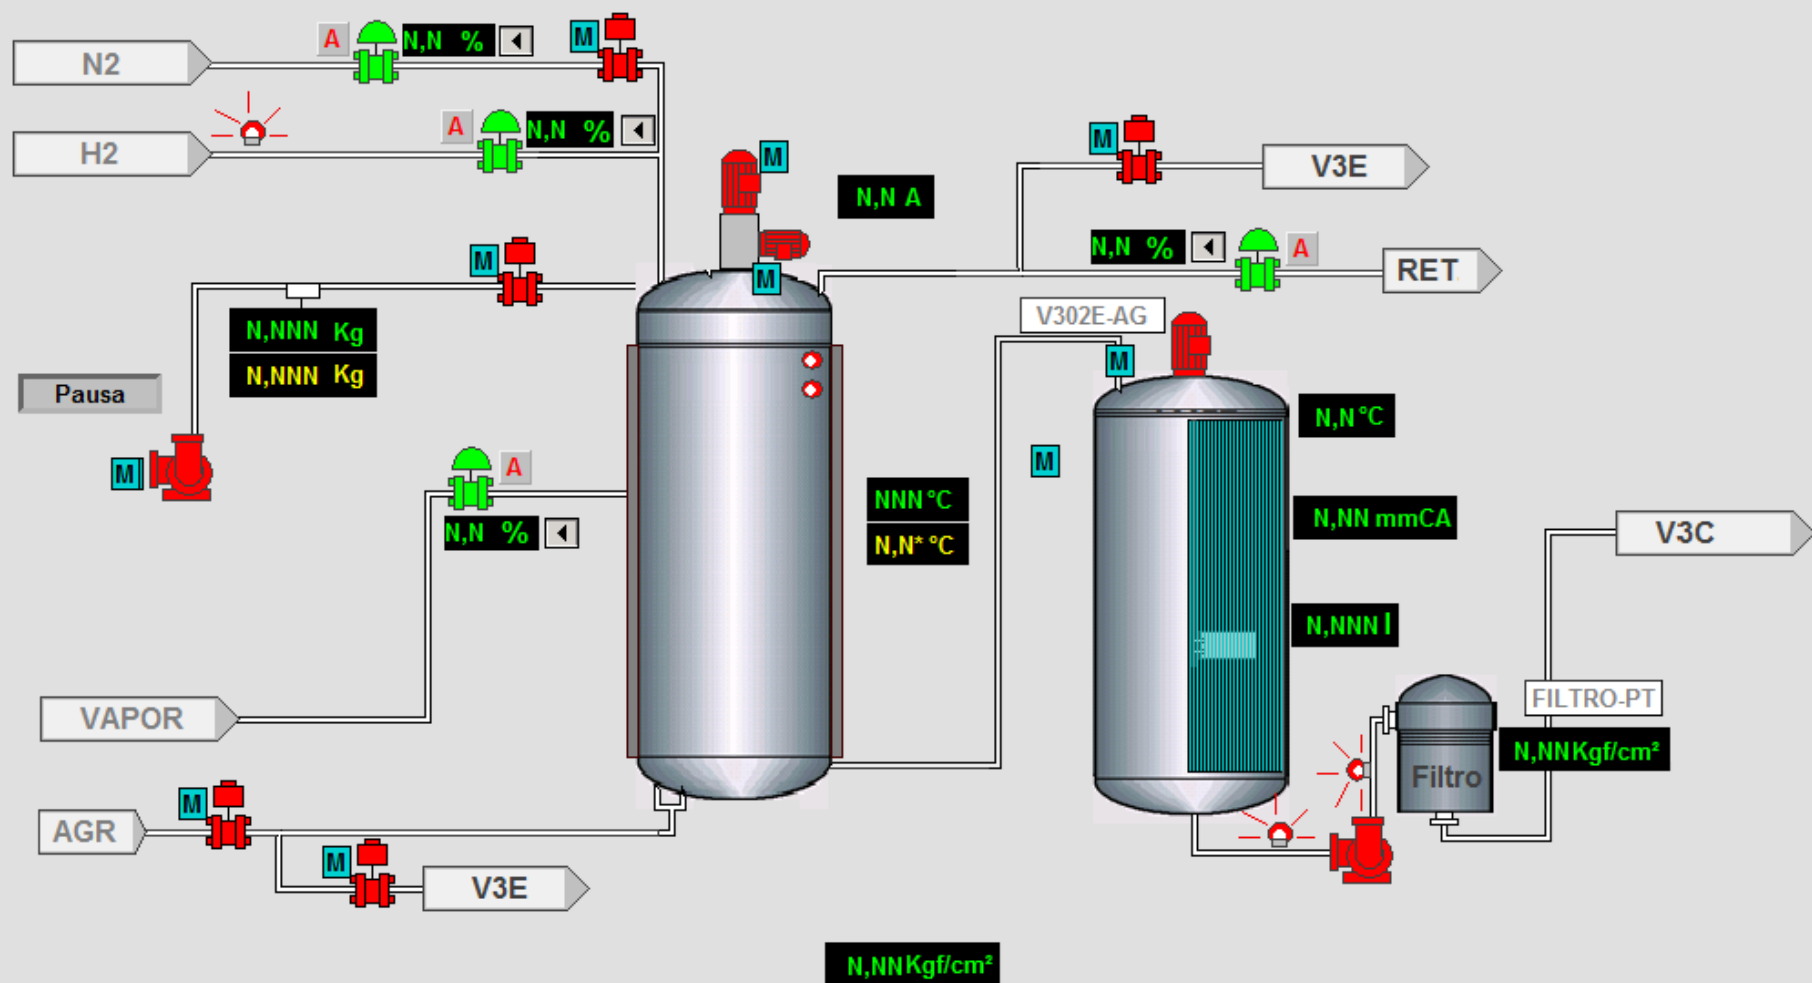 N2
A
N,N %
M
H2
A
N,N %
M
N,N A
M
V3E
M
N,N %
A
RET.
M
N,NNN Kg
N,NNN Kg
Pausa
M
V302E-AG
M
N,N °C
A
N,N %
M
NNN °C
N,N* °C
N,NN mmCA
V3C
N,NNN l
VAPOR
FILTRO-PT
N,NN Kgf/cm²
Filtro
M
AGR
M
V3E
N,NN Kgf/cm²